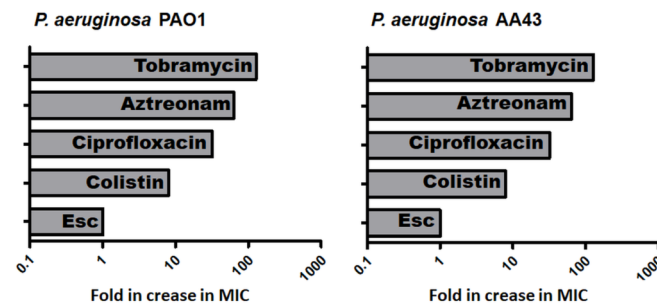 P. aeruginosa PAO1
Tobramycin
Aztreonam
Ciprofloxacin
Colistin
Esc
0.1
1
10
100
1000
Fold in crease in MIC
P. aeruginosa AA43
Tobramycin
Aztreonam
Ciprofloxacin
Colistin
Esc
0.1
1
10
100
1000
Fold in crease in MIC